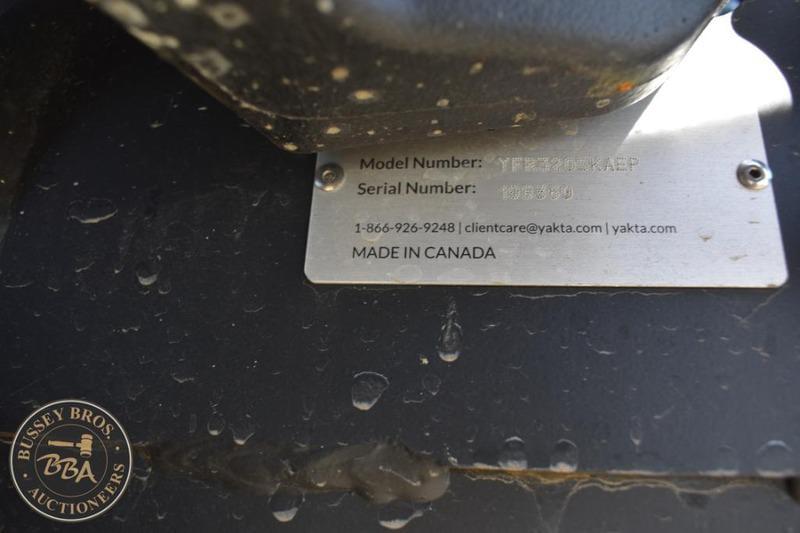 Model Number:
Serial Number:
1-866-926-9248 | clientcare@yakta.com | yakta.com
MADE IN CANADA
BUSSEY BROS.
BBA
AUCTIONEERS